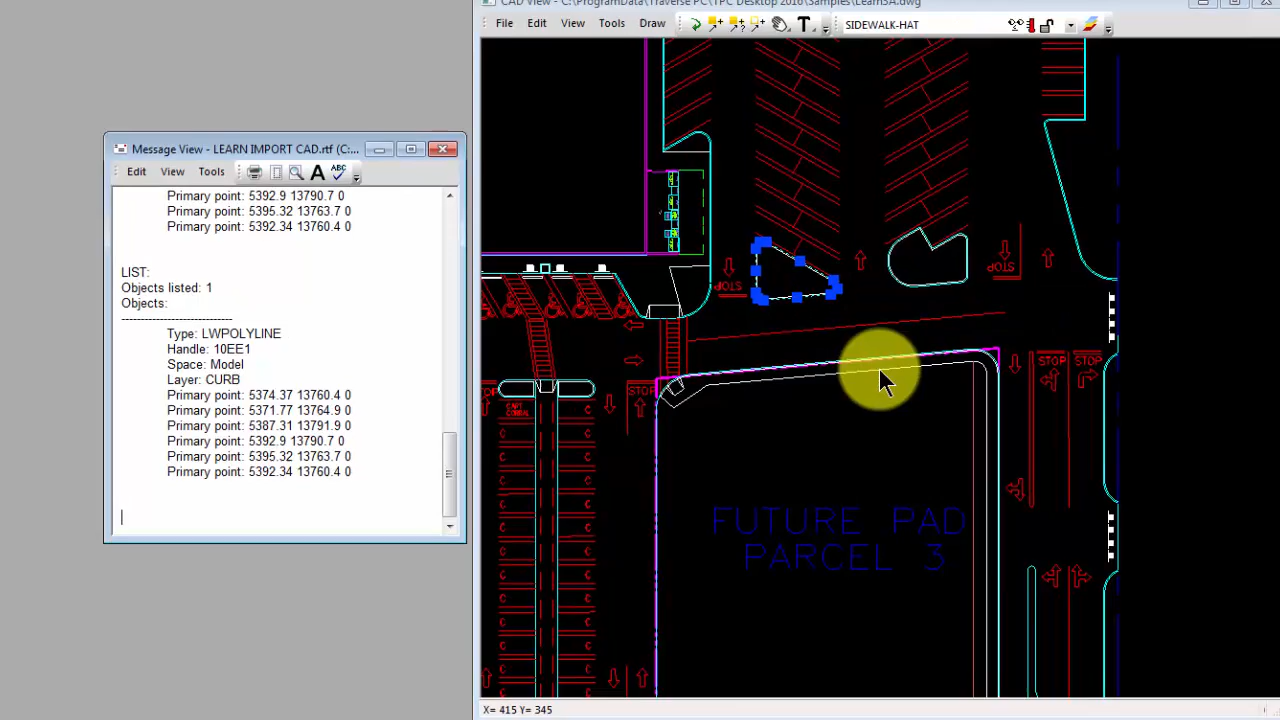 CAD View - C:\ProgramData\Traverse PC\TPC Desktop 2016\Samples\LearnSA.dwg
File Edit View Tools Draw
T
SIDEWALK-HAT
Message View - LEARN IMPORT CAD.rtf (C:...
Edit View Tools
A ABC
Primary point: 5392.9 13790.7 0
Primary point: 5395.32 13763.7 0
Primary point: 5392.34 13760.4 0
LIST:
Objects listed: 1
Objects:
------------------------------
Type: LWPOLYLINE
Handle: 10EE1
Space: Model
Layer: CURB
Primary point: 5374.37 13760.4 0
Primary point: 5371.77 13764.9 0
Primary point: 5387.31 13791.9 0
Primary point: 5392.9 13790.7 0
Primary point: 5395.32 13763.7 0
Primary point: 5392.34 13760.4 0
STOP
STOP
STOP
STOP
STOP
CART
CORRAL
FUTURE PAD
PARCEL 3
X= 415 Y= 345